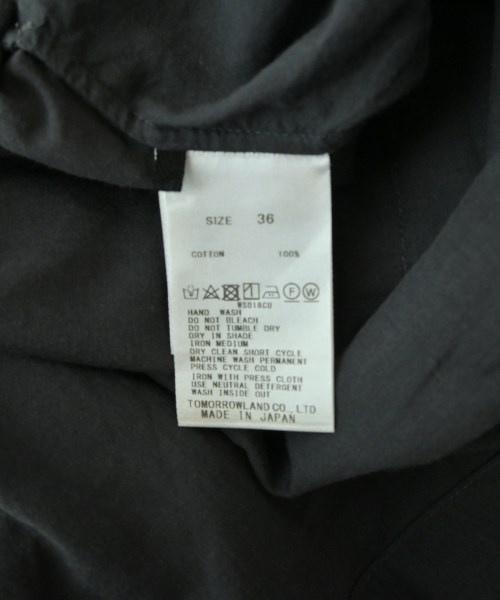 SIZE 36
COTTON 100%
F W
WSD18CU
HAND WASH
DO NOT BLEACH
DO NOT TUMBLE DRY
DRY IN SHADE
IRON MEDIUM
DRY CLEAN SHORT CYCLE
MACHINE WASH PERMANENT
PRESS CYCLE COLD
IRON WITH PRESS CLOTH
USE NEUTRAL DETERGENT
WASH INSIDE OUT
TOMORROWLAND CO., LTD
MADE IN JAPAN